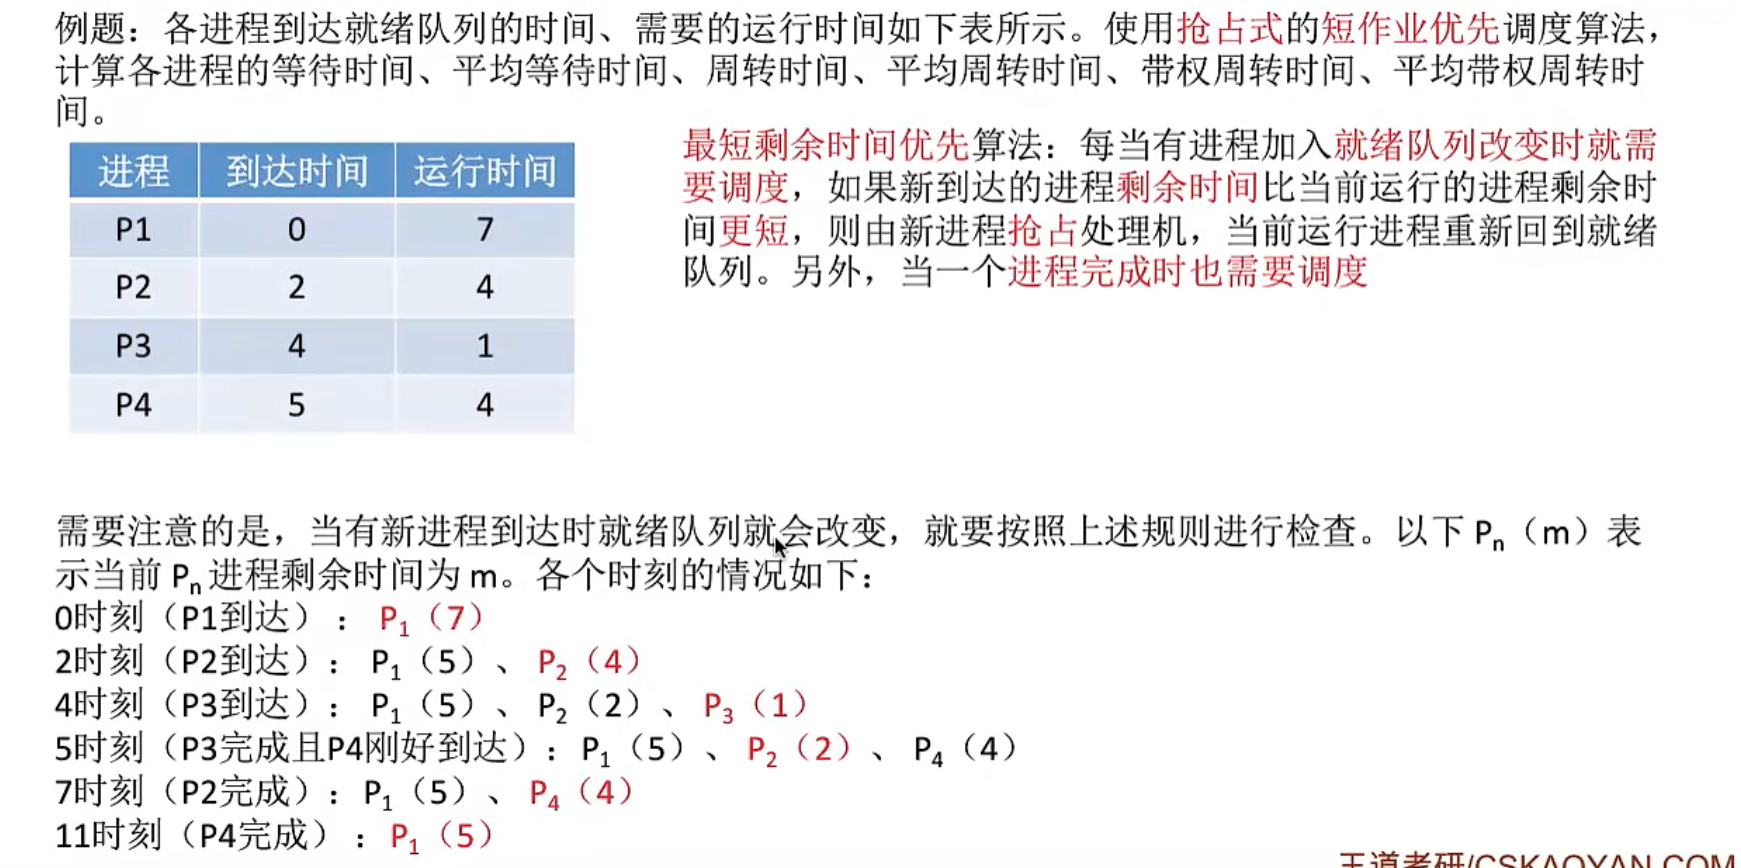 例题：各进程到达就绪队列的时间、需要的运行时间如下表所示。使用抢占式的短作业优先调度算法，
计算各进程的等待时间、平均等待时间、周转时间、平均周转时间、带权周转时间、平均带权周转时
间。
进程 到达时间 运行时间
P1 0 7
P2 2 4
P3 4 1
P4 5 4
最短剩余时间优先算法：每当有进程加入就绪队列改变时就需
要调度，如果新到达的进程剩余时间比当前运行的进程剩余时
间更短，则由新进程抢占处理机，当前运行进程重新回到就绪
队列。另外，当一个进程完成时也需要调度
需要注意的是，当有新进程到达时就绪队列就会改变，就要按照上述规则进行检查。以下 Pn（m）表
示当前 Pn 进程剩余时间为 m。各个时刻的情况如下：
0时刻（P1到达）：P1（7）
2时刻（P2到达）：P1（5）、P2（4）
4时刻（P3到达）：P1（5）、P2（2）、P3（1）
5时刻（P3完成且P4刚好到达）：P1（5）、P2（2）、P4（4）
7时刻（P2完成）：P1（5）、P4（4）
11时刻（P4完成）：P1（5）
王道考研/CSKAOYAN.COM